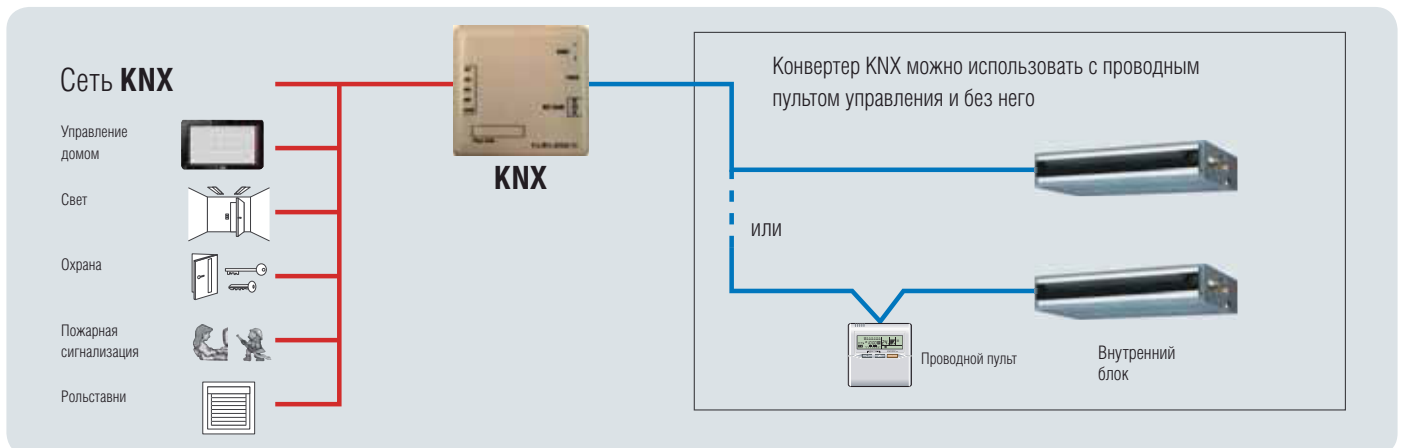 Сеть KNX
Управление
домом
Свет
Охрана
Пожарная
сигнализация
Рольставни
KNX
Конвертер KNX можно использовать с проводным
пультом управления и без него
или
Проводной пульт
Внутренний
блок